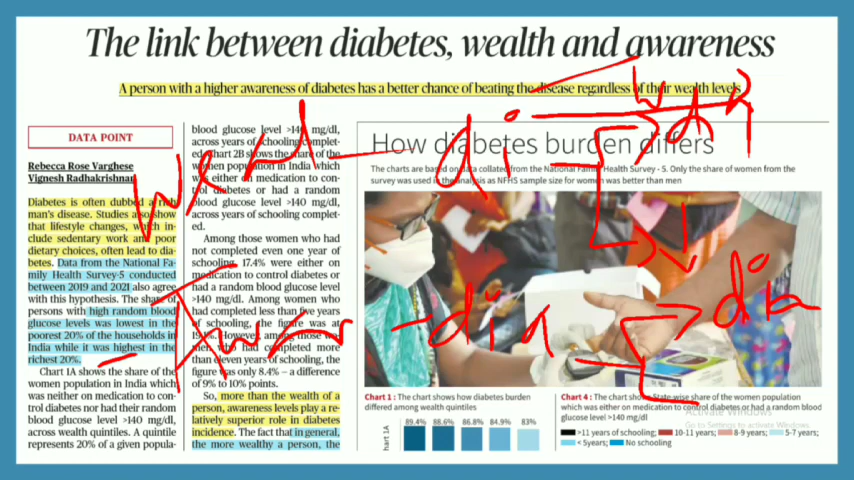 The link between diabetes, wealth and awareness
A person with a higher awareness of diabetes has a better chance of beating the disease regardless of their wealth levels
DATA POINT
Rebecca Rose Varghese
Vignesh Radhakrishnan
Diabetes is often dubbed a rich
man's disease. Studies also show
that lifestyle changes, which in-
clude sedentary work and poor
dietary choices, often lead to dia-
betes. Data from the National Fa-
mily Health Survey-5 conducted
between 2019 and 2021 also agree
with this hypothesis. The share of
persons with high random blood
glucose levels was lowest in the
poorest 20% of the households in
India while it was highest in the
richest 20%.
Chart 1A shows the share of the
women population in India which
was neither on medication to con-
trol diabetes nor had their random
blood glucose level >140 mg/dl,
across wealth quintiles. A quintile
represents 20% of a given popula-
blood glucose level >140 mg/dl,
across years of schooling complet-
ed. Chart 2B shows the share of the
women population in India which
was either on medication to con-
trol diabetes or had a random
blood glucose level >140 mg/dl,
across years of schooling complet-
ed.
Among those women who had
not completed even one year of
schooling, 17.4% were either on
medication to control diabetes or
had a random blood glucose level
>140 mg/dl. Among women who
had completed less than five years
of schooling, the figure was at
However, among those
who had completed more
than eleven years of schooling, the
figure was only 8.4% — a difference
of 9% to 10% points.
So, more than the wealth of a
person, awareness levels play a re-
latively superior role in diabetes
incidence. The fact that in general,
the more wealthy a person, the
How diabetes burden differs
The charts are based on data collated from the National Family Health Survey - 5. Only the share of women from the
survey was used in the analysis as NFHS sample size for women was better than men
Chart 1 : The chart shows how diabetes burden
differed among wealth quintiles
hart 1A
89.4% 88.6% 86.8% 84.9% 83%
Chart 4 : The chart shows State-wise share of the women population
which was either on medication to control diabetes or had a random blood
glucose level >140 mg/dl
>11 years of schooling; 10-11 years; 8-9 years; 5-7 years;
<5years; No schooling
Activate Windows
Go to Settings to activate Windows.
dia
dia